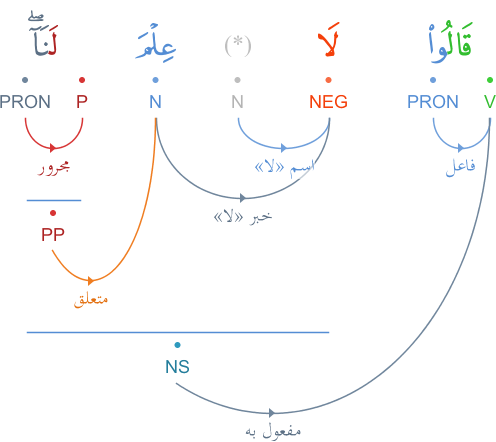 قَالُوا۟ لَا (*) عِلْمَ لَنَآ ۖ
V PRON NEG N N P PRON
فاعل اسم «لا» مجرور
خبر «لا»
PP
متعلق
NS
مفعول به